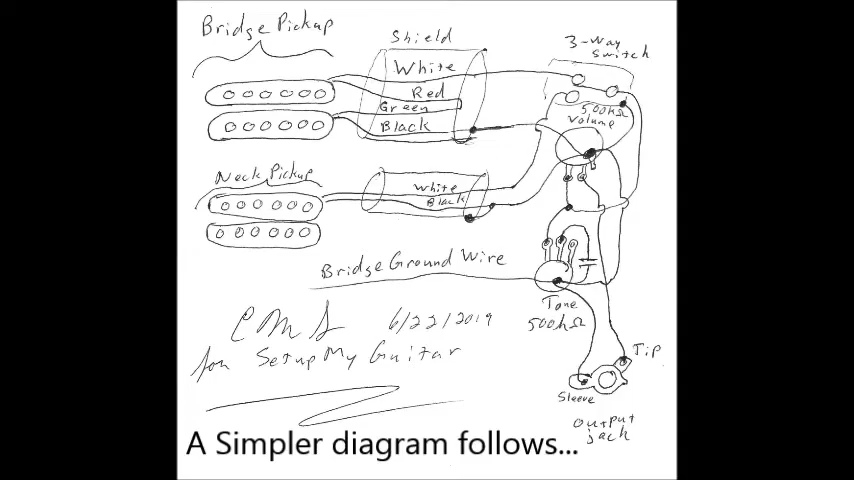 Bridge Pickup
Shield
3-Way
Switch
White
Red
Green
Black
500kΩ
Volume
Neck Pickup
White
Black
Bridge Ground Wire
Tone
500kΩ
6/22/2019
for Setup My Guitar
Tip
Sleeve
output
jack
A Simpler diagram follows...